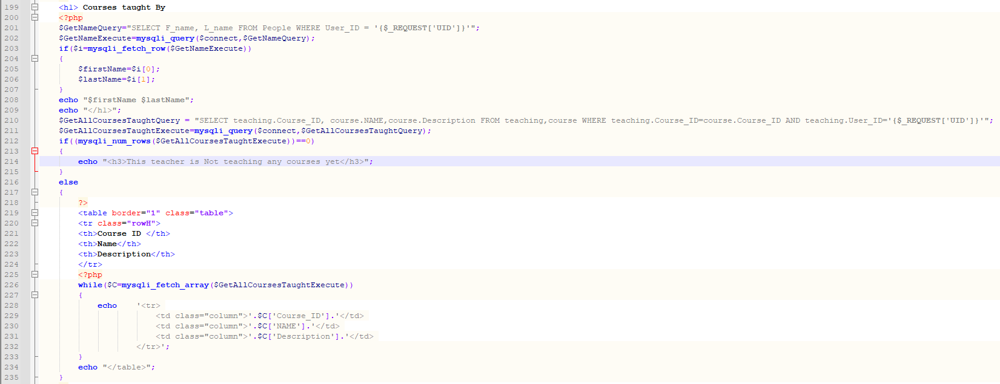 199 <h1> Courses taught By
200 <?php
201 $GetNameQuery="SELECT F_name, L_name FROM People WHERE User_ID = '{$_REQUEST['UID']}'";
202 $GetNameExecute=mysqli_query($connect,$GetNameQuery);
203 if($i=mysqli_fetch_row($GetNameExecute))
204 {
205 $firstName=$i[0];
206 $lastName=$i[1];
207 }
208 echo "$firstName $lastName";
209 echo "</h1>";
210 $GetAllCoursesTaughtQuery = "SELECT teaching.Course_ID, course.NAME,course.Description FROM teaching,course WHERE teaching.Course_ID=course.Course_ID AND teaching.User_ID='{$_REQUEST['UID']}'";
211 $GetAllCoursesTaughtExecute=mysqli_query($connect,$GetAllCoursesTaughtQuery);
212 if((mysqli_num_rows($GetAllCoursesTaughtExecute))==0)
213 {
214 echo "<h3>This teacher is Not teaching any courses yet</h3>";
215 }
216 else
217 {
218 ?>
219 <table border="1" class="table">
220 <tr class="rowH">
221 <th>Course ID </th>
222 <th>Name</th>
223 <th>Description</th>
224 </tr>
225 <?php
226 while($C=mysqli_fetch_array($GetAllCoursesTaughtExecute))
227 {
228 echo '<tr>
229 <td class="column">'.$C['Course_ID'].'</td>
230 <td class="column">'.$C['NAME'].'</td>
231 <td class="column">'.$C['Description'].'</td>
232 </tr>';
233 }
234 echo "</table>";
235 }